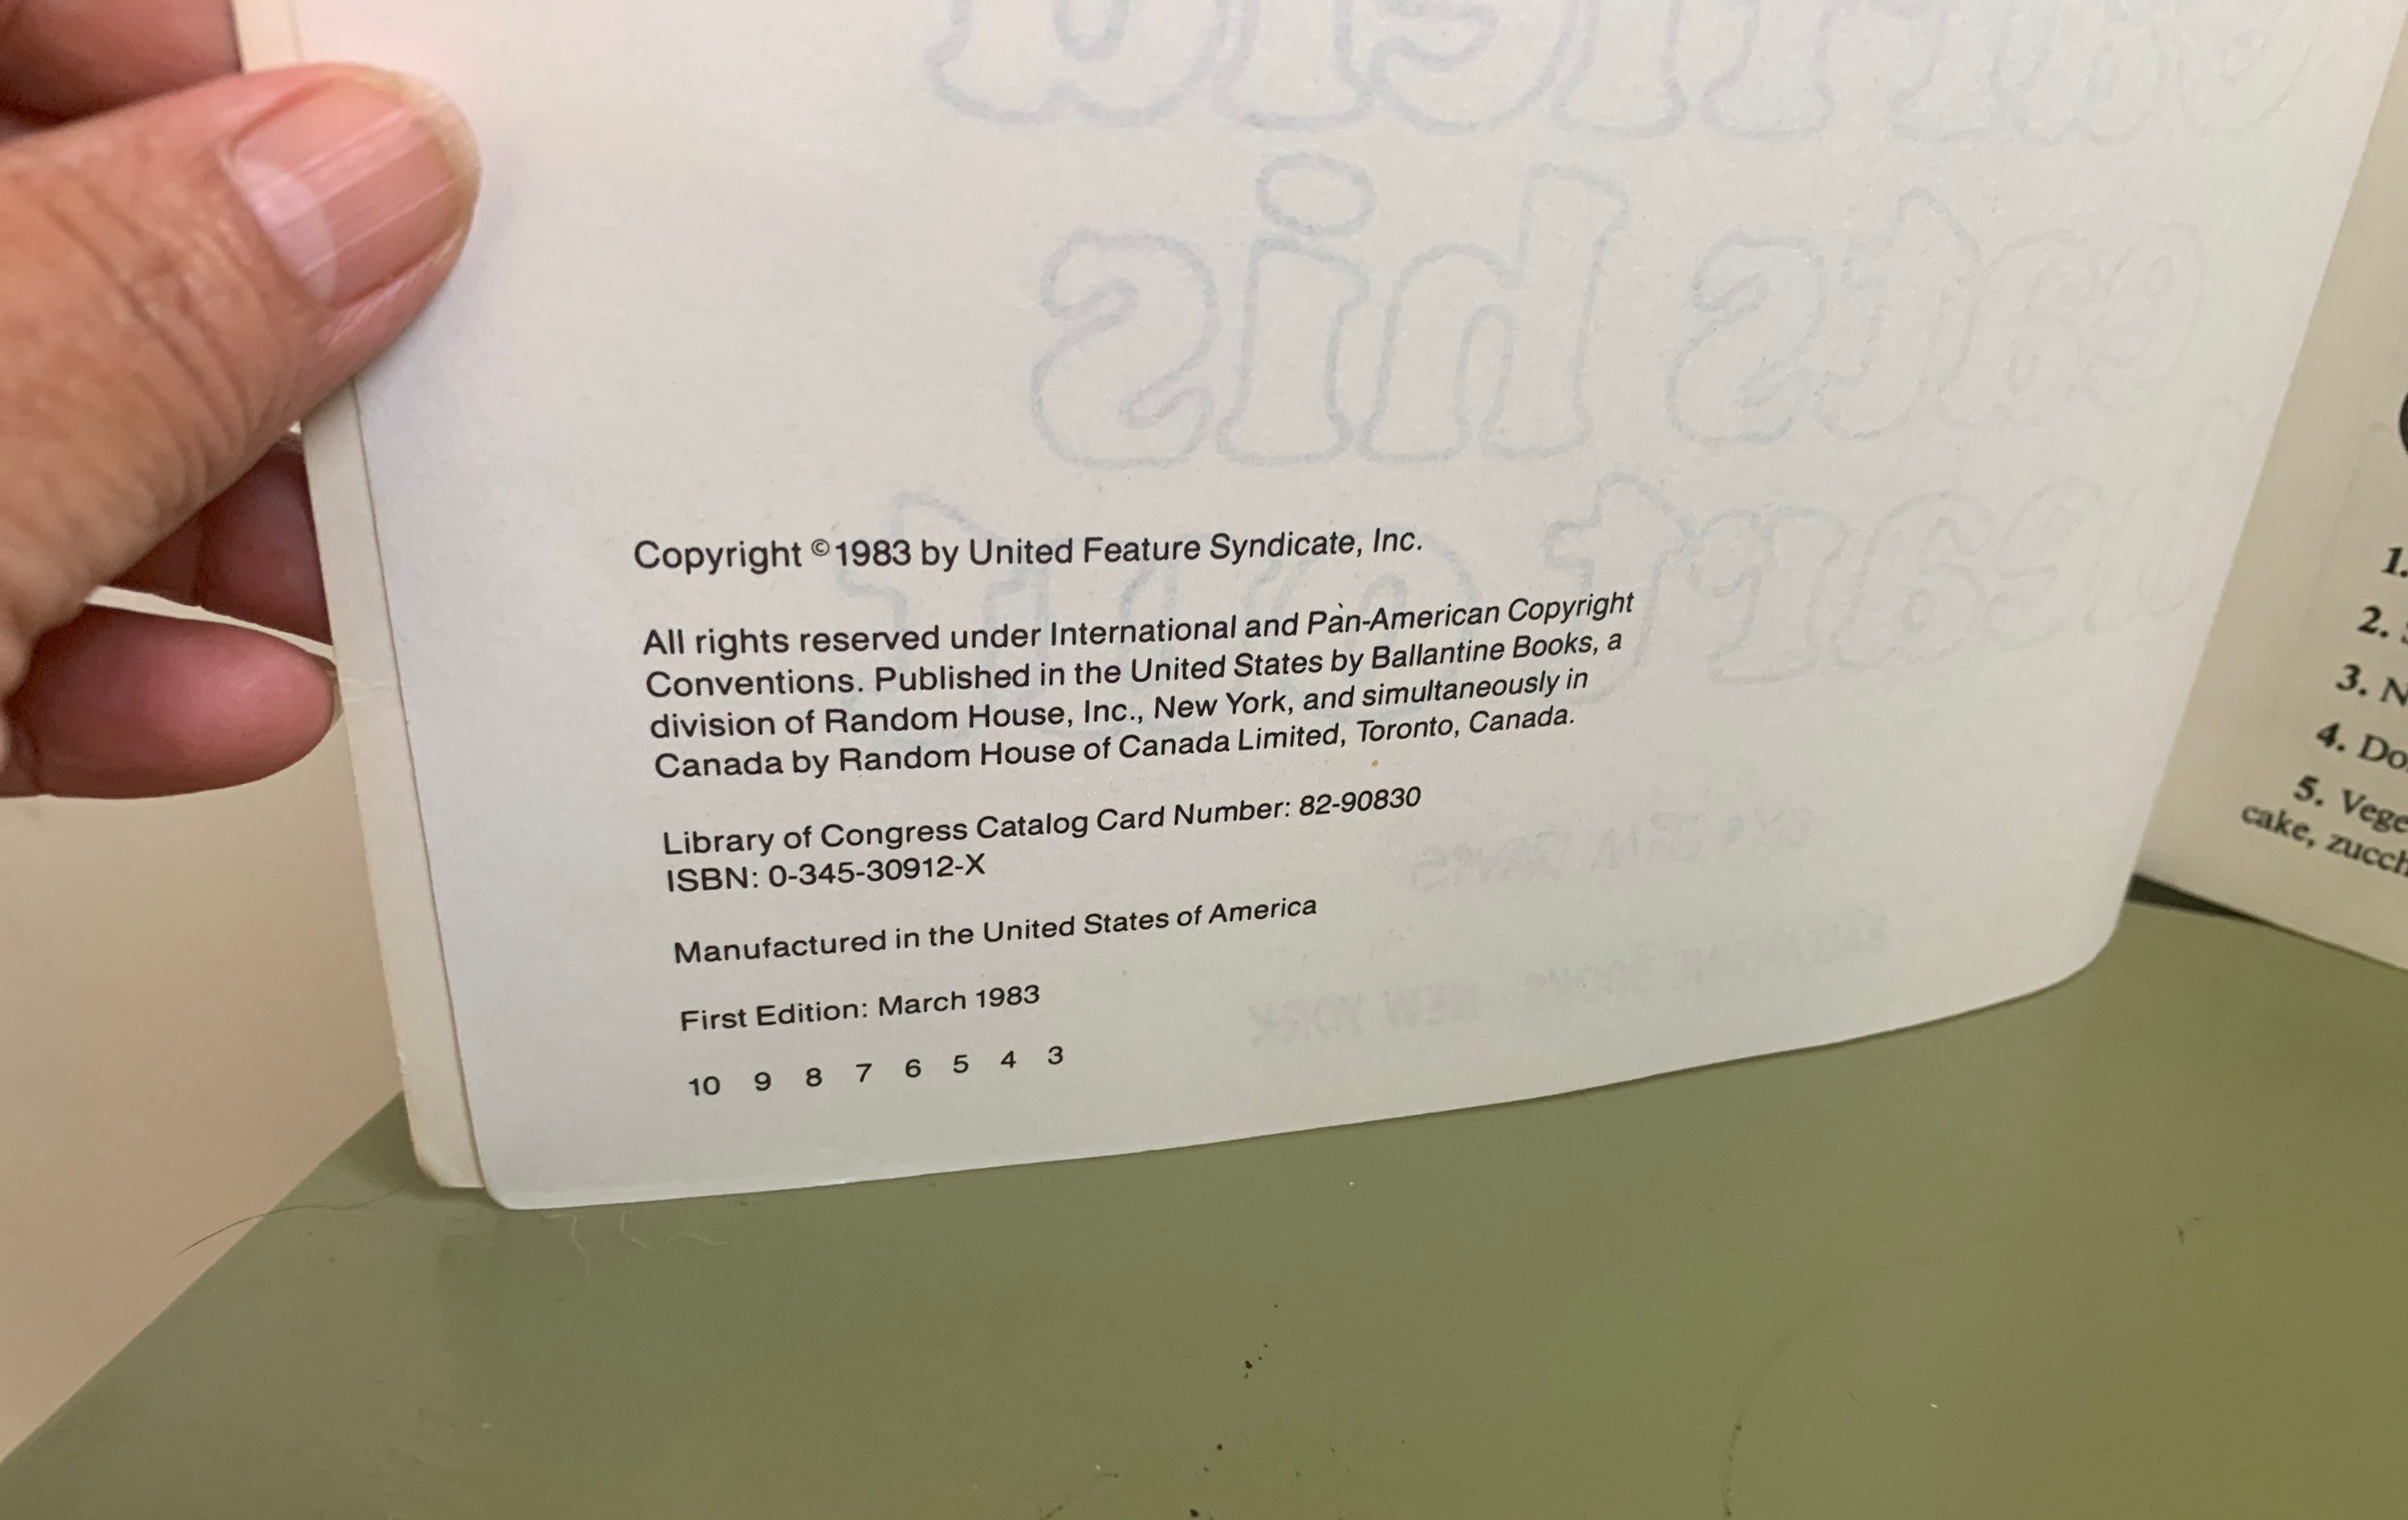 Copyright ©1983 by United Feature Syndicate, Inc.
All rights reserved under International and Pan-American Copyright
Conventions. Published in the United States by Ballantine Books, a
division of Random House, Inc., New York, and simultaneously in
Canada by Random House of Canada Limited, Toronto, Canada.
Library of Congress Catalog Card Number: 82-90830
ISBN: 0-345-30912-X
Manufactured in the United States of America
First Edition: March 1983
10 9 8 7 6 5 4 3
eats his
NEW YORK
1.
2.
3.
4.
5.
cake,